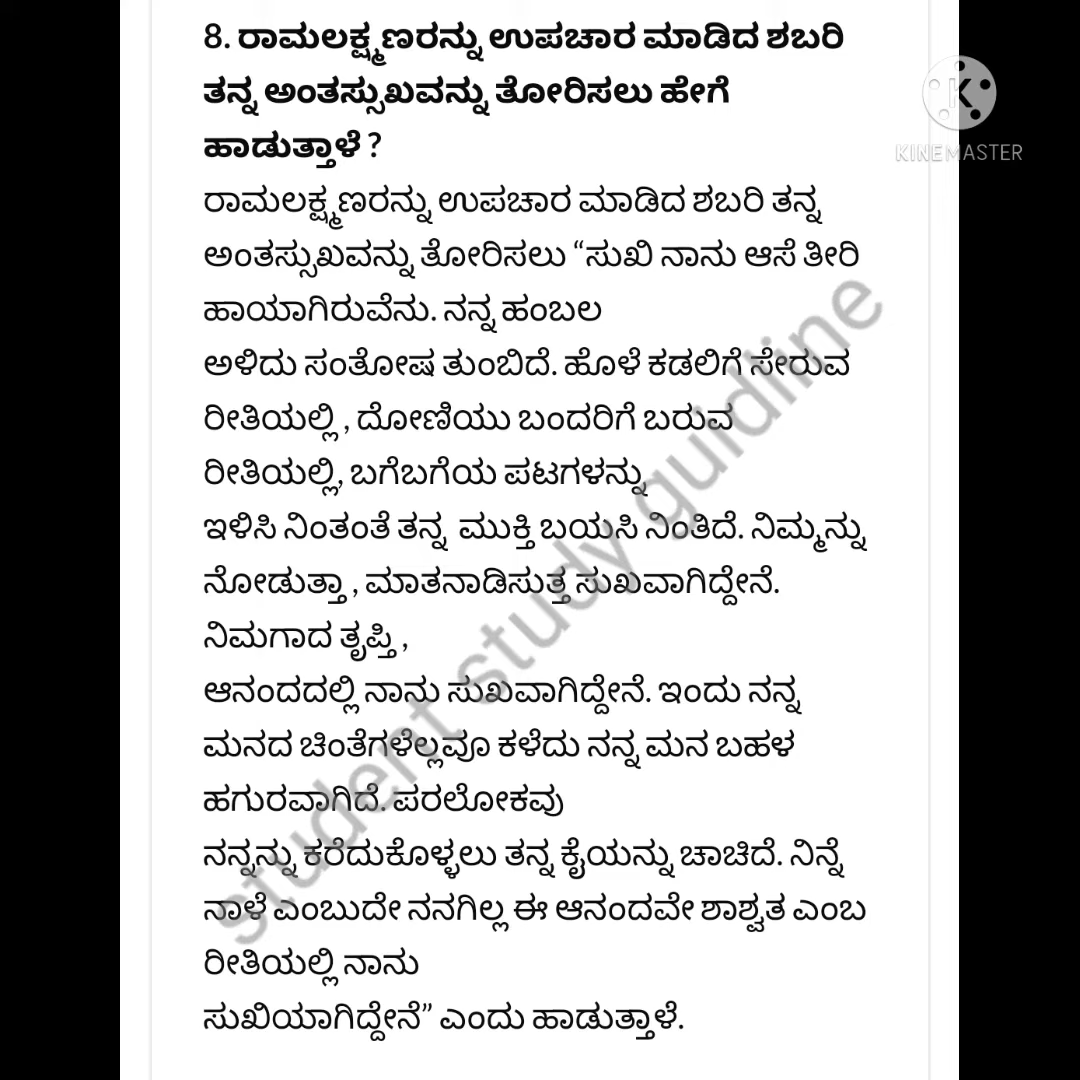 8. ರಾಮಲಕ್ಷ್ಮಣರನ್ನು ಉಪಚಾರ ಮಾಡಿದ ಶಬರಿ
ತನ್ನ ಅಂತಸ್ಸುಖವನ್ನು ತೋರಿಸಲು ಹೇಗೆ
ಹಾಡುತ್ತಾಳೆ ?
ರಾಮಲಕ್ಷ್ಮಣರನ್ನು ಉಪಚಾರ ಮಾಡಿದ ಶಬರಿ ತನ್ನ
ಅಂತಸ್ಸುಖವನ್ನು ತೋರಿಸಲು “ಸುಖಿ ನಾನು ಆಸೆ ತೀರಿ
ಹಾಯಾಗಿರುವೆನು. ನನ್ನ ಹಂಬಲ
ಅಳಿದು ಸಂತೋಷ ತುಂಬಿದೆ. ಹೊಳೆ ಕಡಲಿಗೆ ಸೇರುವ
ರೀತಿಯಲ್ಲಿ , ದೋಣಿಯು ಬಂದರಿಗೆ ಬರುವ
ರೀತಿಯಲ್ಲಿ, ಬಗೆಬಗೆಯ ಪಟಗಳನ್ನು
ಇಳಿಸಿ ನಿಂತಂತೆ ತನ್ನ ಮುಕ್ತಿ ಬಯಸಿ ನಿಂತಿದೆ. ನಿಮ್ಮನ್ನು
ನೋಡುತ್ತಾ , ಮಾತನಾಡಿಸುತ್ತ ಸುಖವಾಗಿದ್ದೇನೆ.
ನಿಮಗಾದ ತೃಪ್ತಿ ,
ಆನಂದದಲ್ಲಿ ನಾನು ಸುಖವಾಗಿದ್ದೇನೆ. ಇಂದು ನನ್ನ
ಮನದ ಚಿಂತೆಗಳೆಲ್ಲವೂ ಕಳೆದು ನನ್ನ ಮನ ಬಹಳ
ಹಗುರವಾಗಿದೆ. ಪರಲೋಕವು
ನನ್ನನ್ನು ಕರೆದುಕೊಳ್ಳಲು ತನ್ನ ಕೈಯನ್ನು ಚಾಚಿದೆ. ನಿನ್ನೆ
ನಾಳೆ ಎಂಬುದೇ ನನಗಿಲ್ಲ ಈ ಆನಂದವೇ ಶಾಶ್ವತ ಎಂಬ
ರೀತಿಯಲ್ಲಿ ನಾನು
ಸುಖಿಯಾಗಿದ್ದೇನೆ” ಎಂದು ಹಾಡುತ್ತಾಳೆ.
student study guidline
K
KINEMASTER